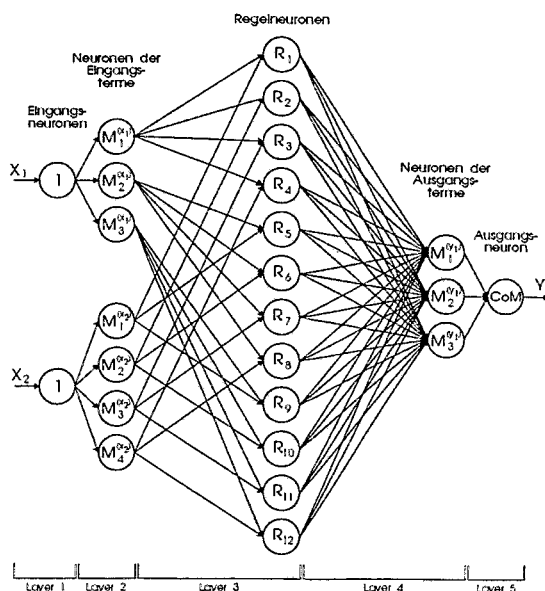 Regelneuronen
Neuronen der
Eingangs-
terme
Eingangs-
neuronen
Neuronen der
Ausgangs-
terme
Ausgangs-
neuron
X₁
1
M₁⁽ˣ¹⁾
M₂⁽ˣ¹⁾
M₃⁽ˣ¹⁾
X₂
1
M₁⁽ˣ²⁾
M₂⁽ˣ²⁾
M₃⁽ˣ²⁾
M₄⁽ˣ²⁾
R₁
R₂
R₃
R₄
R₅
R₆
R₇
R₈
R₉
R₁₀
R₁₁
R₁₂
M₁⁽ʸ¹⁾
M₂⁽ʸ¹⁾
M₃⁽ʸ¹⁾
CoM
Y
Layer 1
Layer 2
Layer 3
Layer 4
Layer 5